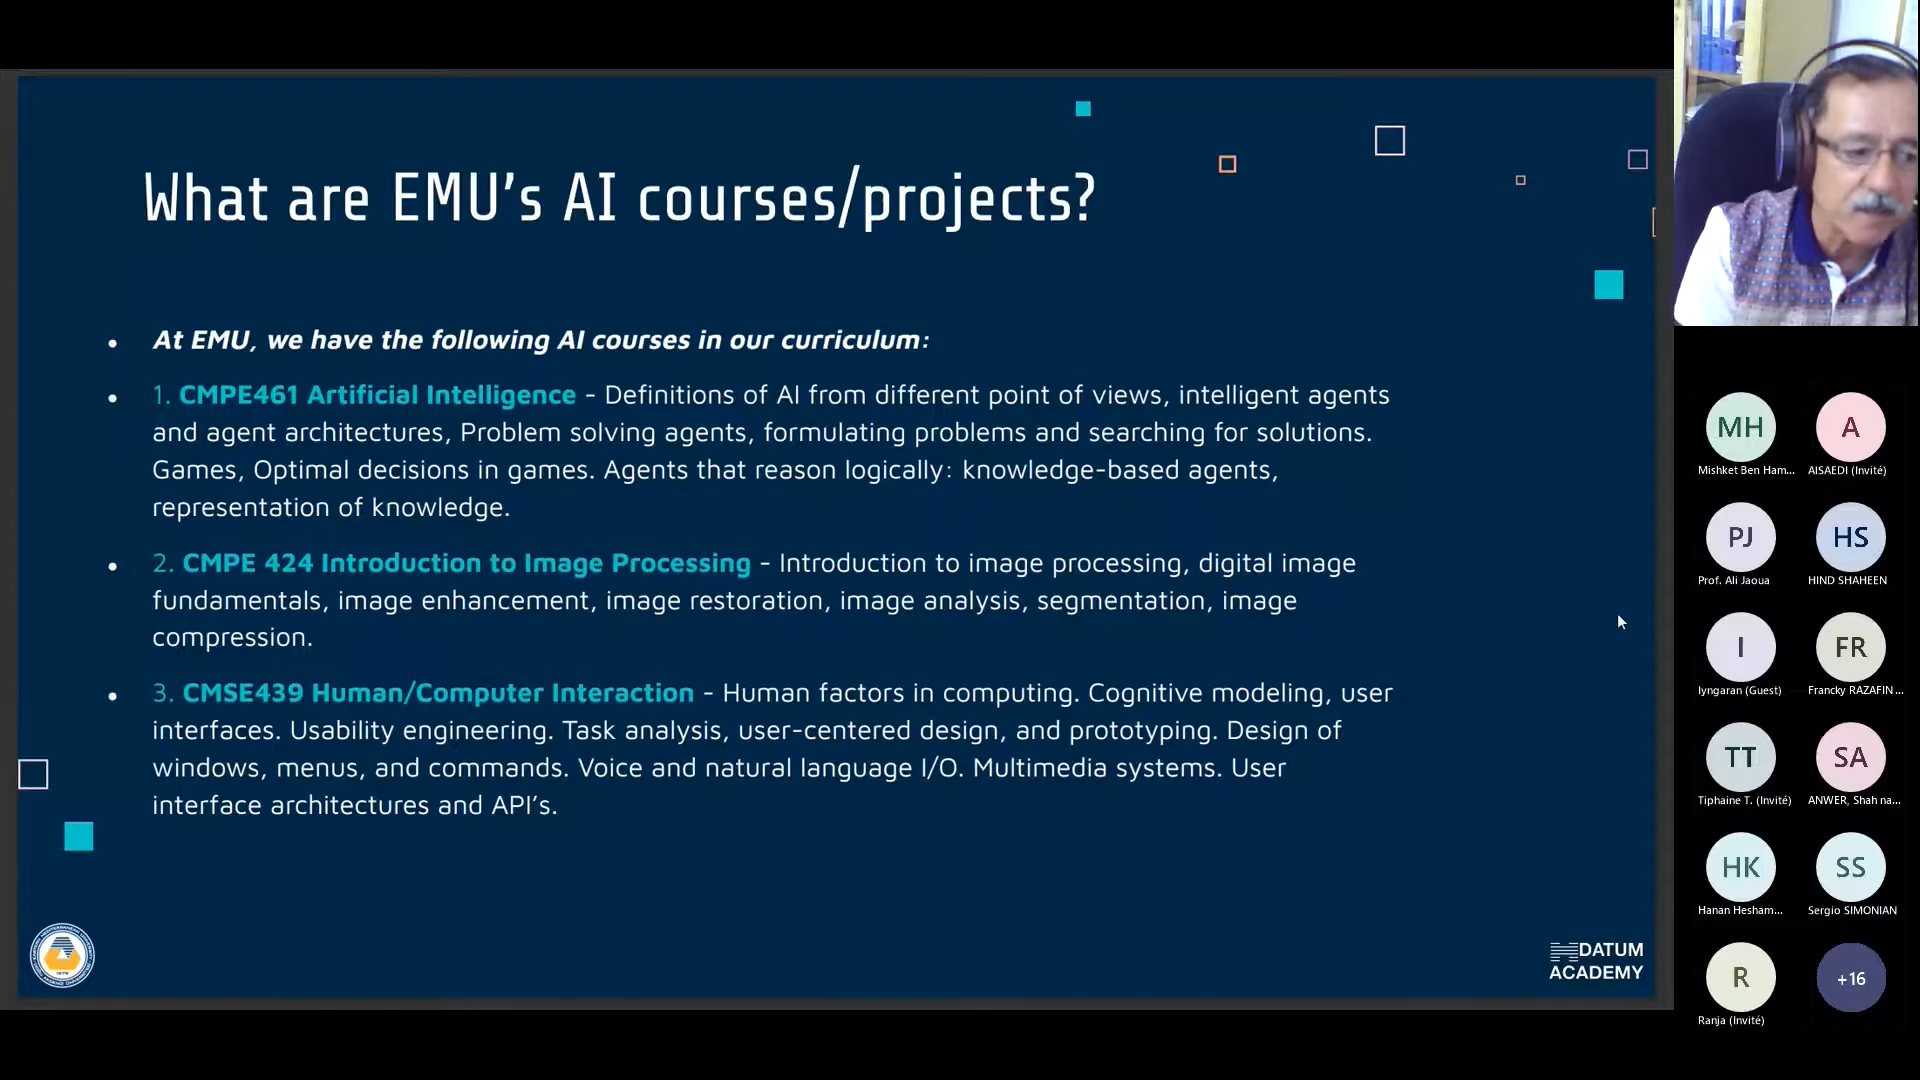 What are EMU's AI courses/projects?
• At EMU, we have the following AI courses in our curriculum:
• 1. CMPE461 Artificial Intelligence - Definitions of AI from different point of views, intelligent agents
and agent architectures, Problem solving agents, formulating problems and searching for solutions.
Games, Optimal decisions in games. Agents that reason logically: knowledge-based agents,
representation of knowledge.
• 2. CMPE 424 Introduction to Image Processing - Introduction to image processing, digital image
fundamentals, image enhancement, image restoration, image analysis, segmentation, image
compression.
• 3. CMSE439 Human/Computer Interaction - Human factors in computing. Cognitive modeling, user
interfaces. Usability engineering. Task analysis, user-centered design, and prototyping. Design of
windows, menus, and commands. Voice and natural language I/O. Multimedia systems. User
interface architectures and API's.
DATUM
ACADEMY
MH
Mishket Ben Ham...
A
AISAEDI (Invité)
PJ
Prof. Ali Jaoua
HS
HIND SHAHEEN
I
Iyngaran (Guest)
FR
Francky RAZAFIN...
TT
Tiphaine T. (Invité)
SA
ANWER, Shah na...
HK
Hanan Hesham...
SS
Sergio SIMONIAN
R
Ranja (Invité)
+16